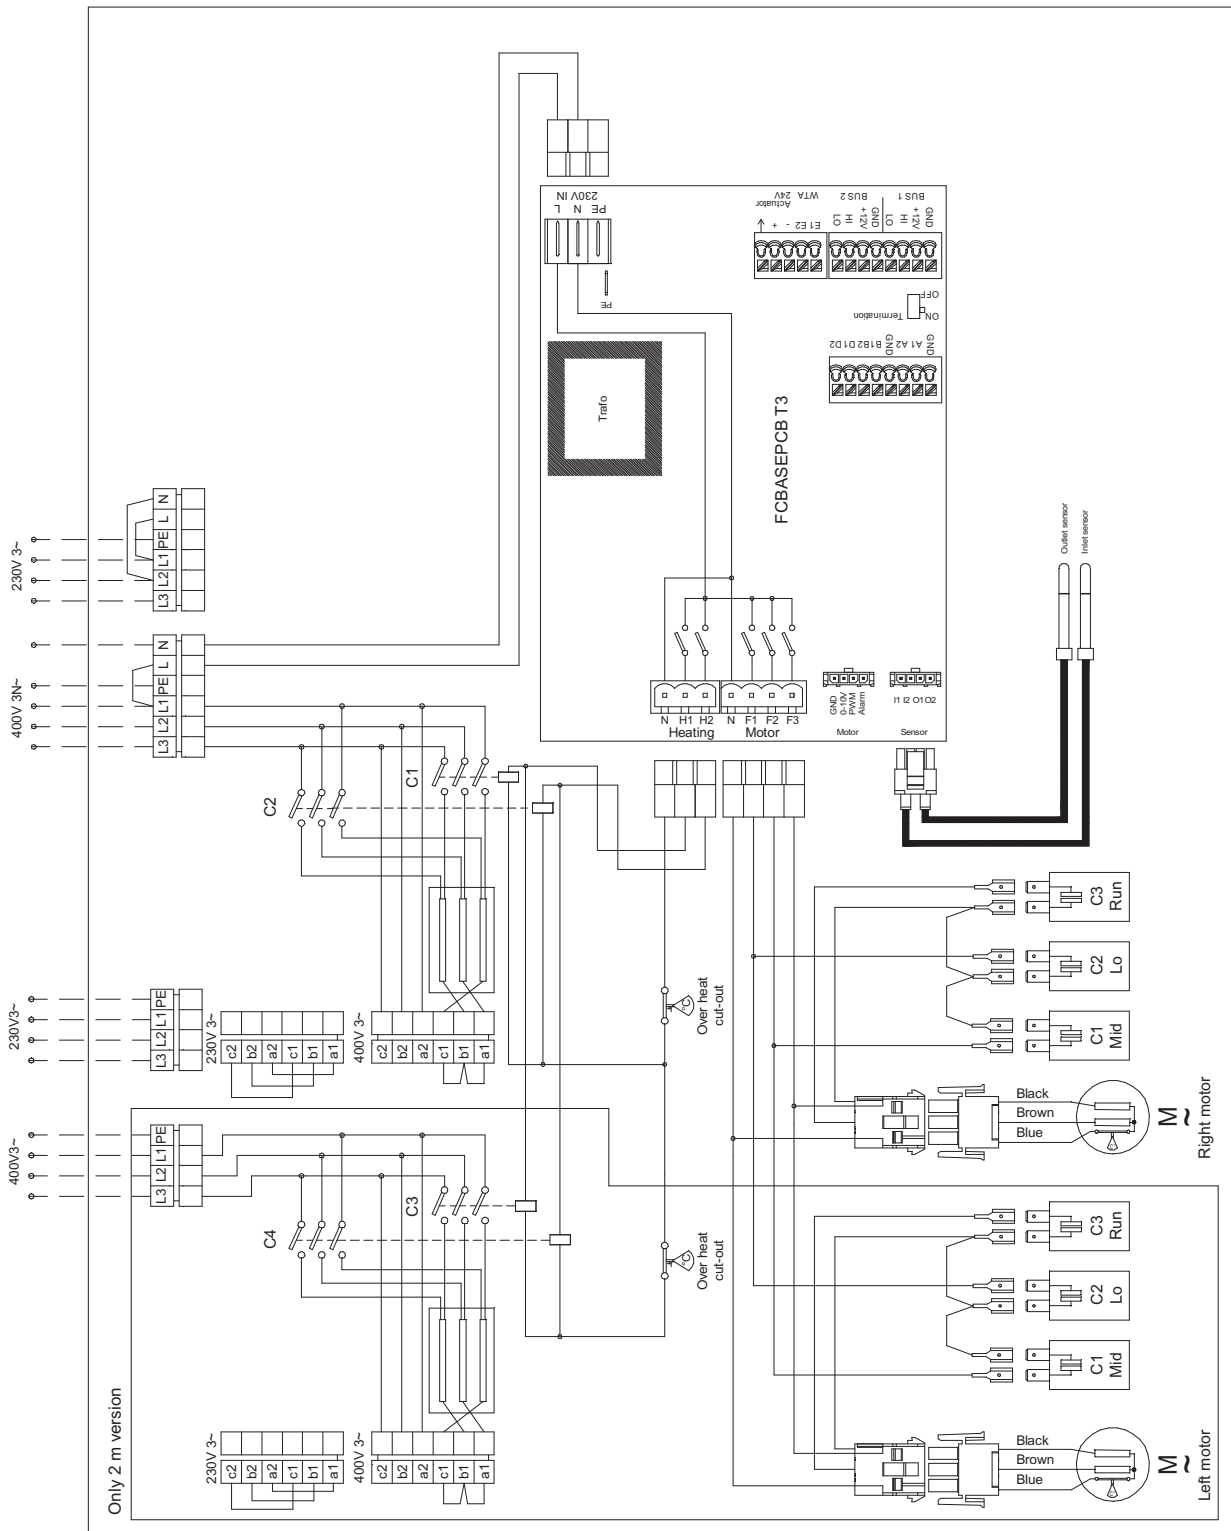 230V 3~
L3 L2 L1 PE L N
400V 3N~
L3 L2 L1 PE L N
230V3~
L3 L2 L1 PE
400V3~
L3 L2 L1 PE
230V IN
L N PE
PE
Trafo
FCBASEPCB T3
Actuator
24V
WTA
+ - E2 E1
BUS 2
LO HI +12V GND
BUS 1
LO HI +12V GND
Termination
ON
OFF
D2 D1 B2 B1 GND A2 A1 GND
N H1 H2
Heating
N F1 F2 F3
Motor
GND
0-10V
PWM
Alarm
Motor
I1 I2 O1 O2
Sensor
Outlet sensor
Inlet sensor
C1
C2
230V 3~
c2
b2
a2
c1
b1
a1
400V 3~
c2
b2
a2
c1
b1
a1
°C
Over heat
cut-out
C3
Run
C2
Lo
C1
Mid
Black
Brown
Blue
M
~
Right motor
C3
C4
Only 2 m version
230V 3~
c2
b2
a2
c1
b1
a1
400V 3~
c2
b2
a2
c1
b1
a1
°C
Over heat
cut-out
C3
Run
C2
Lo
C1
Mid
Black
Brown
Blue
M
~
Left motor